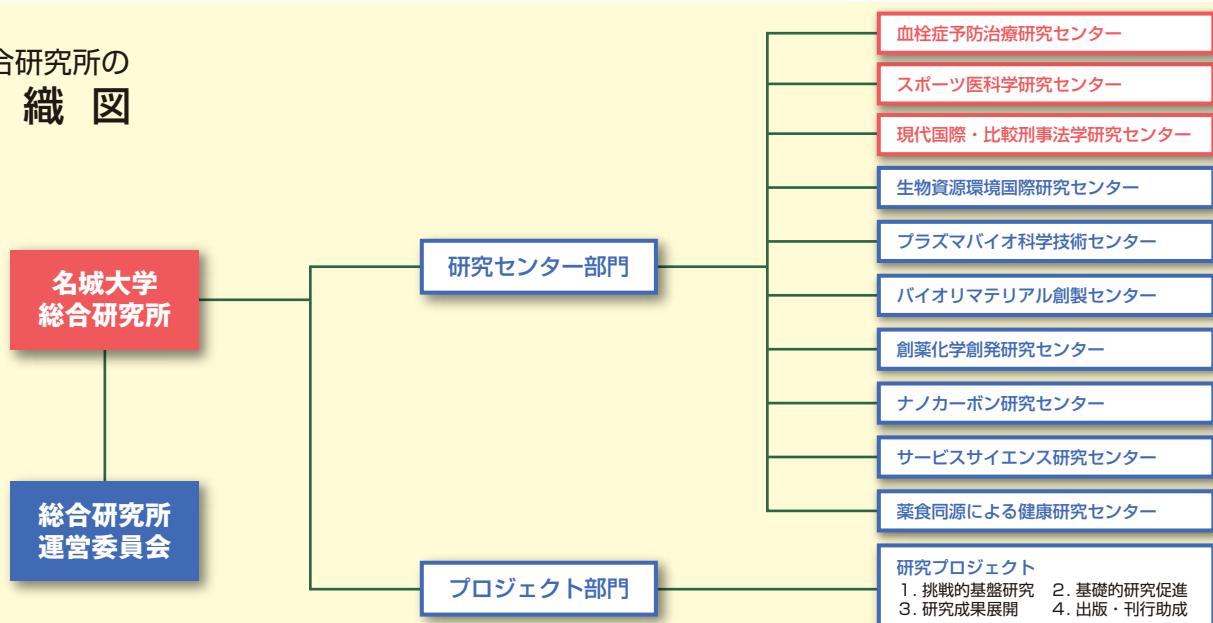 合研究所の
織図
名城大学
総合研究所
総合研究所
運営委員会
研究センター部門
プロジェクト部門
血栓症予防治療研究センター
スポーツ医科学研究センター
現代国際・比較刑事法学研究センター
生物資源環境国際研究センター
プラズマバイオ科学技術センター
バイオリマテリアル創製センター
創薬化学創発研究センター
ナノカーボン研究センター
サービスサイエンス研究センター
薬食同源による健康研究センター
研究プロジェクト
1. 挑戦的基盤研究 2. 基礎的研究促進
3. 研究成果展開 4. 出版・刊行助成